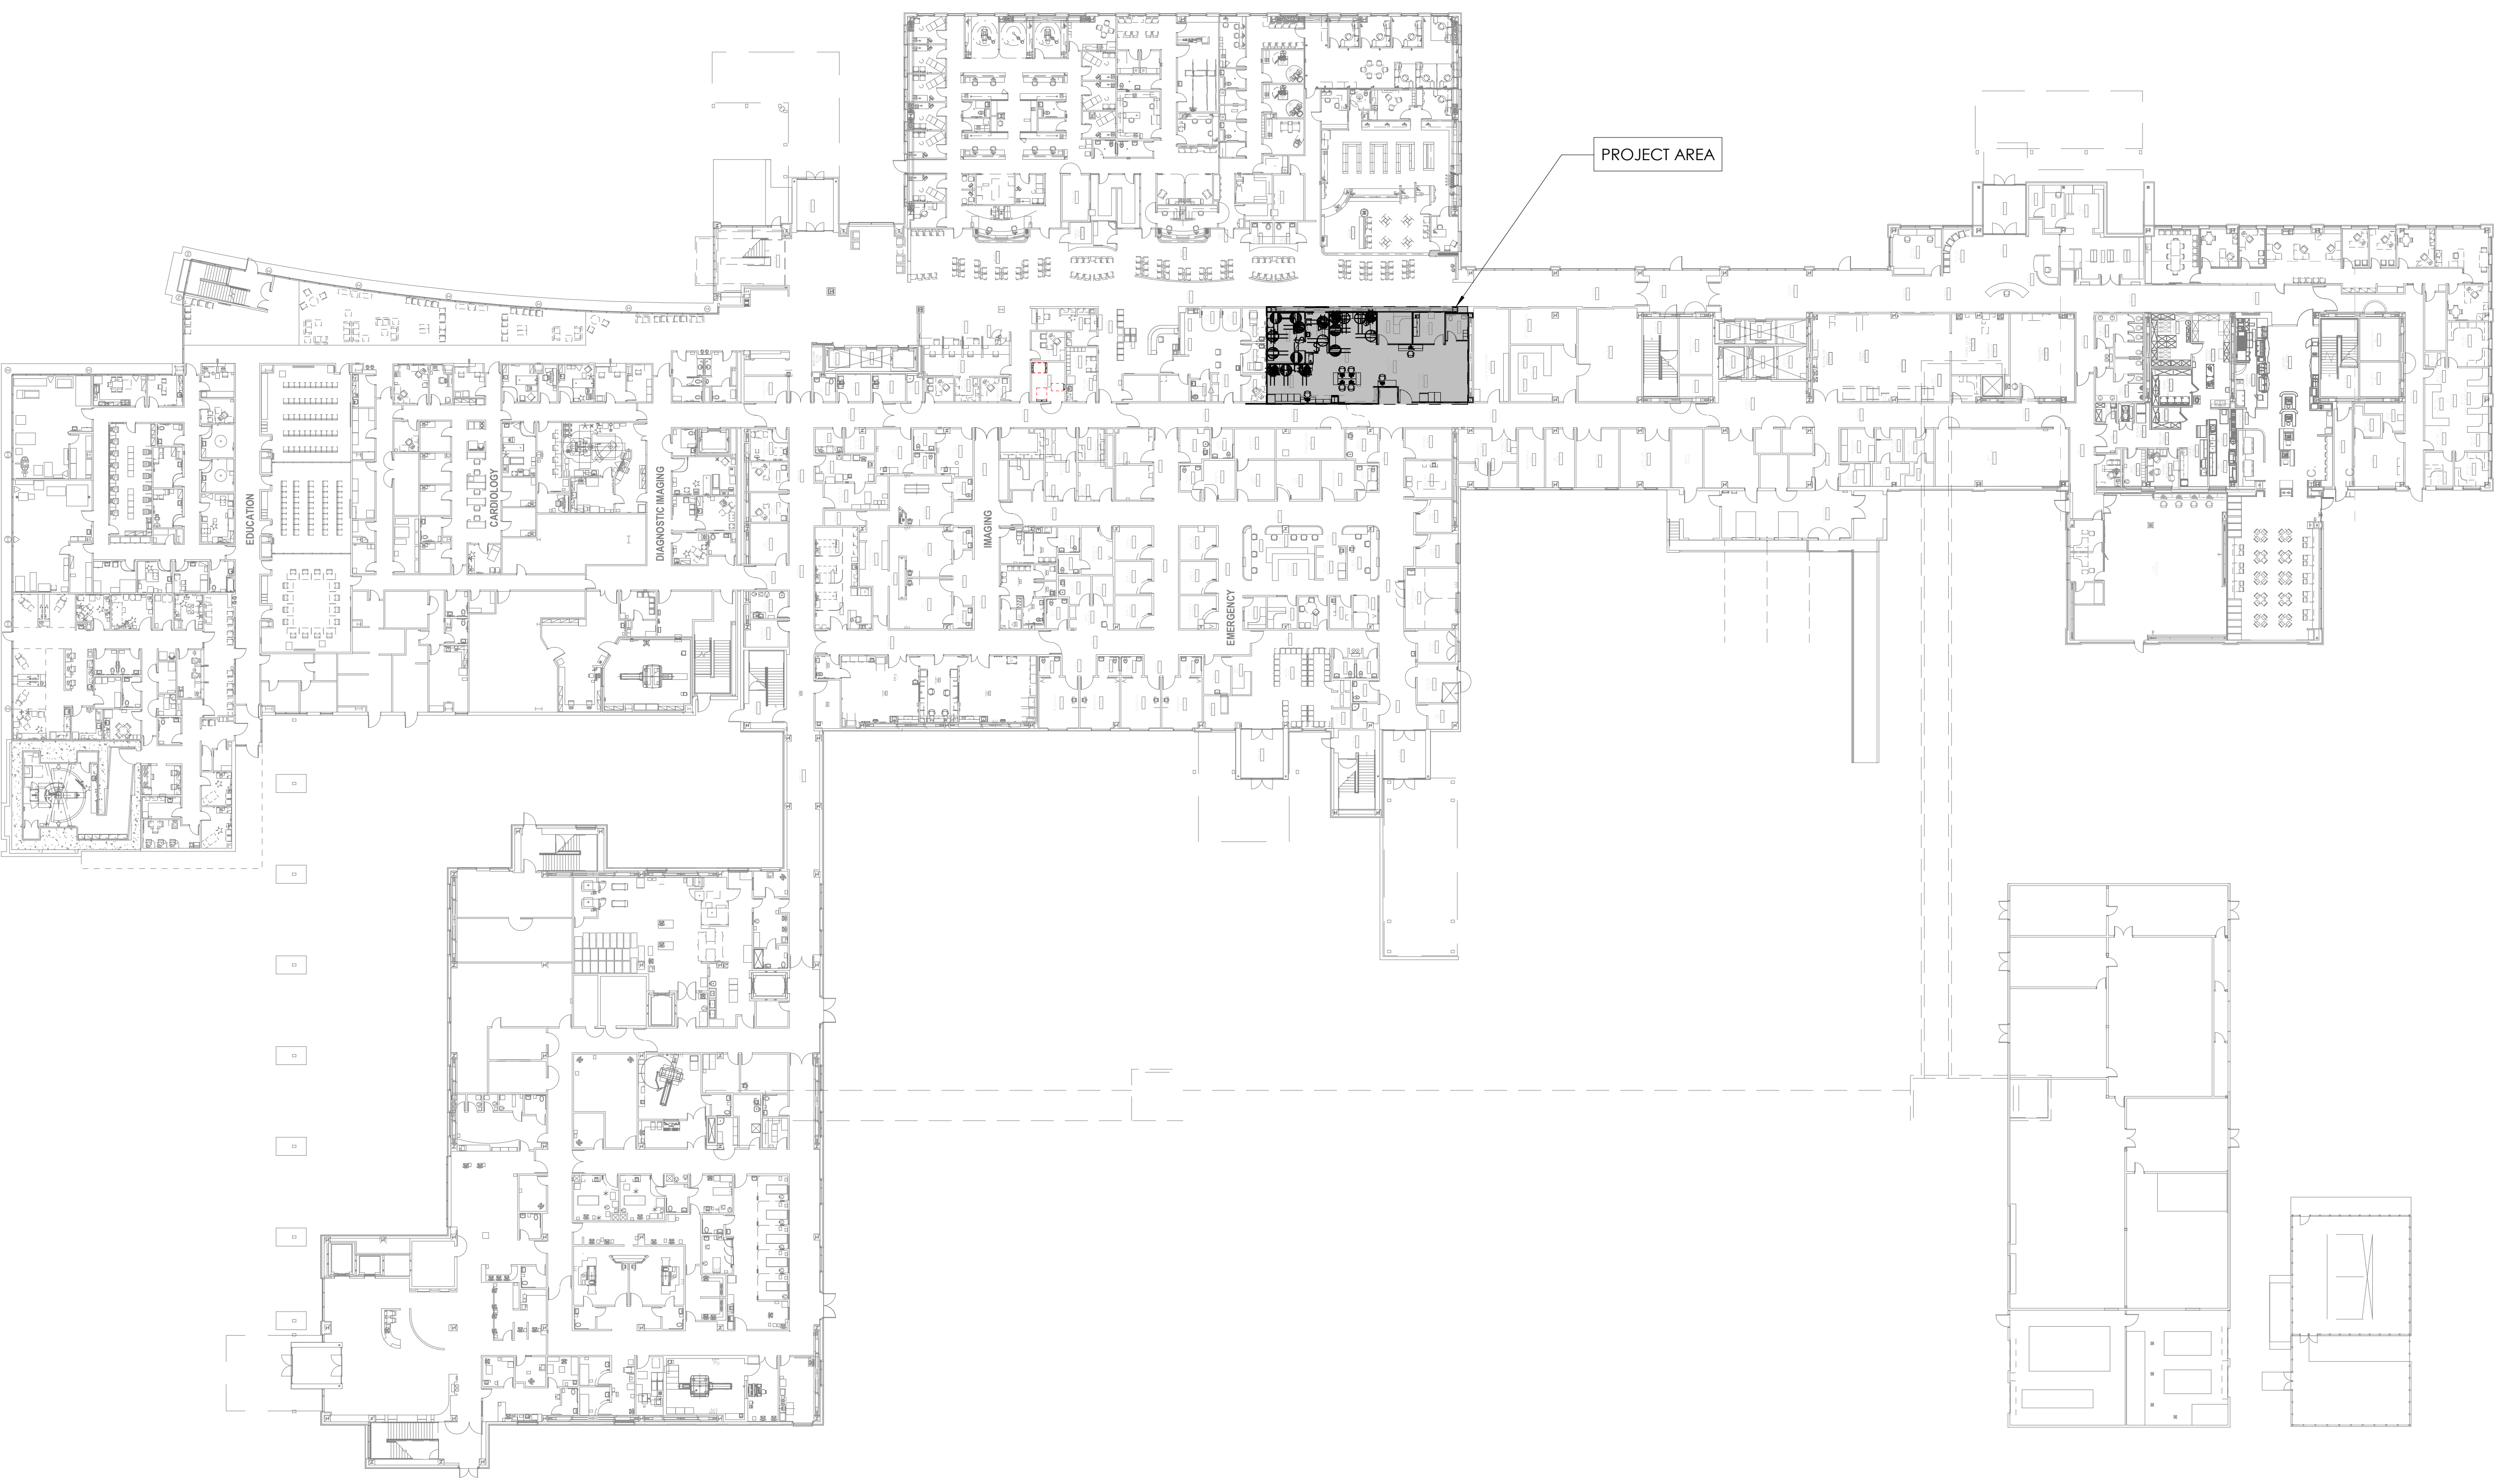 PROJECT AREA
EDUCATION
CARDIOLOGY
DIAGNOSTIC IMAGING
IMAGING
EMERGENCY